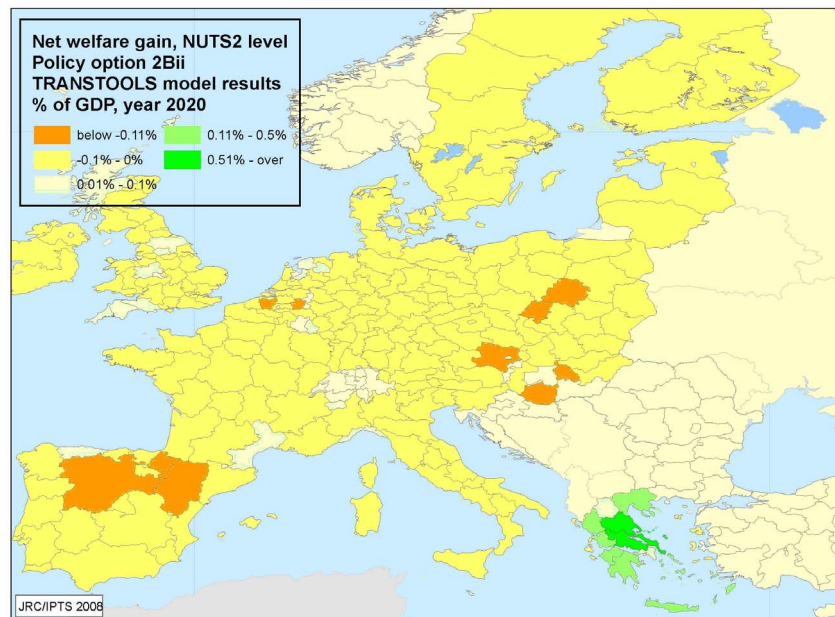 Net welfare gain, NUTS2 level
Policy option 2Bii
TRANSTOOLS model results
% of GDP, year 2020
below -0.11%
0.11% - 0.5%
-0.1% - 0%
0.51% - over
0.01% - 0.1%
JRC/IPTS 2008